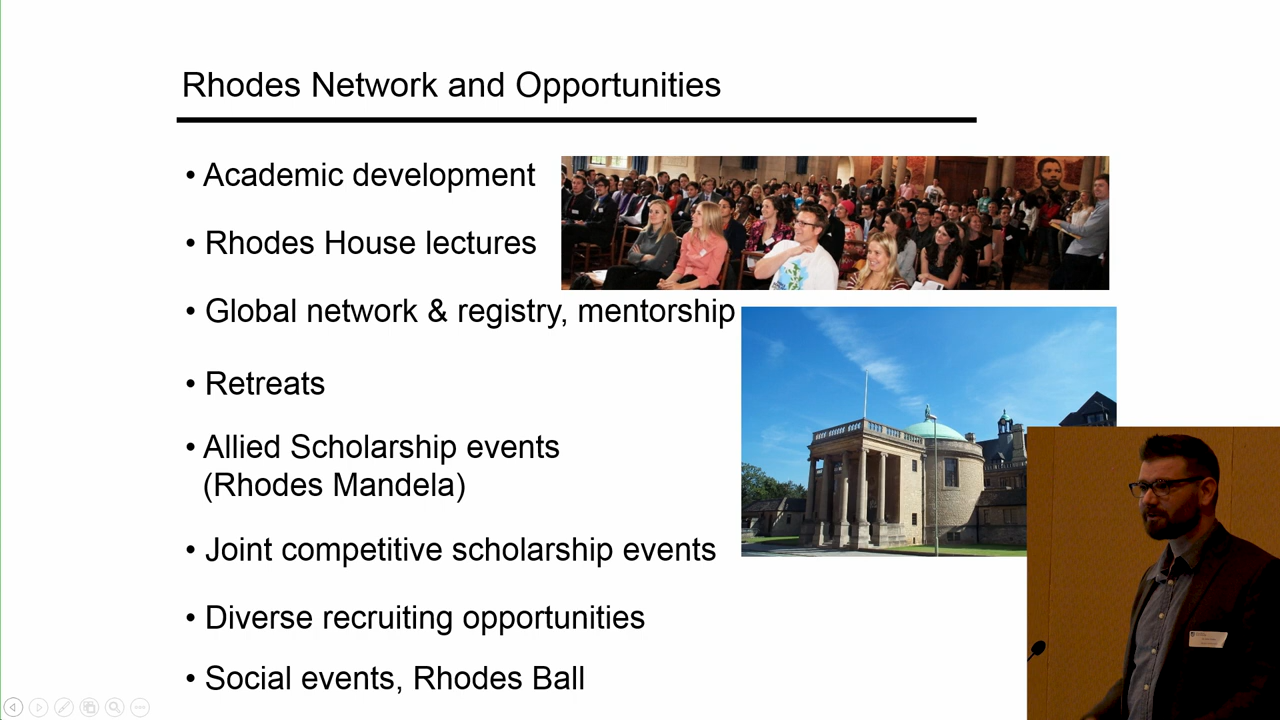 Rhodes Network and Opportunities
• Academic development
• Rhodes House lectures
• Global network & registry, mentorship
• Retreats
• Allied Scholarship events
(Rhodes Mandela)
• Joint competitive scholarship events
• Diverse recruiting opportunities
• Social events, Rhodes Ball